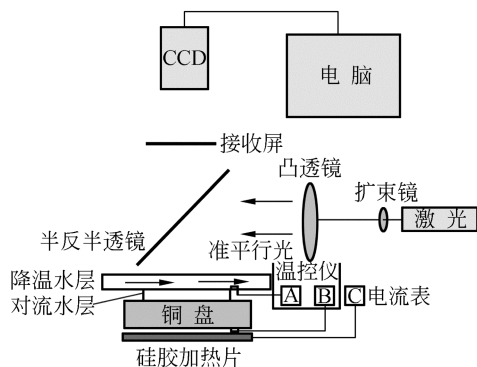 CCD
电脑
接收屏
凸透镜
扩束镜
激光
半反半透镜
准平行光
温控仪
降温水层
对流水层
A B C 电流表
铜盘
硅胶加热片